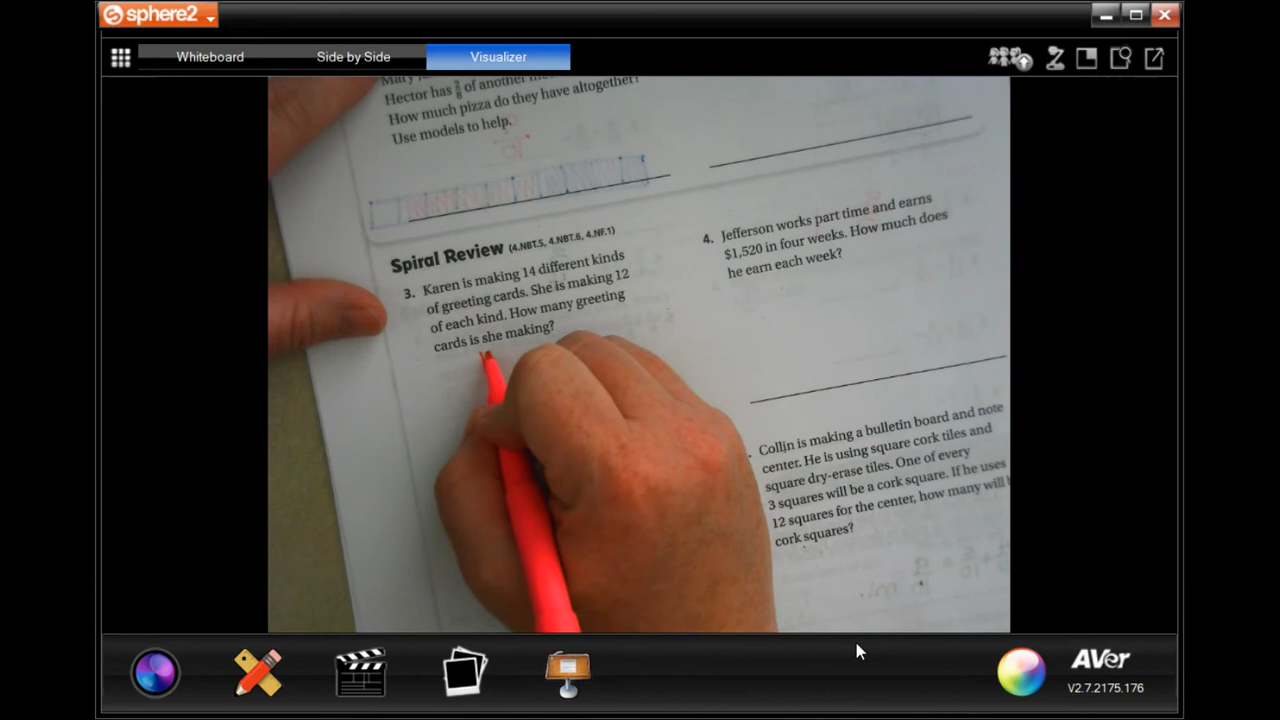 sphere2
Whiteboard
Side by Side
Visualizer
Hector has of another
How much pizza do they have altogether?
Use models to help.
9/10
Spiral Review (4.NBT.5, 4.NBT.6, 4.NF.1)
3. Karen is making 14 different kinds
of greeting cards. She is making 12
of each kind. How many greeting
cards is she making?
4. Jefferson works part time and earns
$1,520 in four weeks. How much does
he earn each week?
Collin is making a bulletin board and note
center. He is using square cork tiles and
square dry-erase tiles. One of every
3 squares will be a cork square. If he uses
12 squares for the center, how many will
cork squares?
AVer
V2.7.2175.176